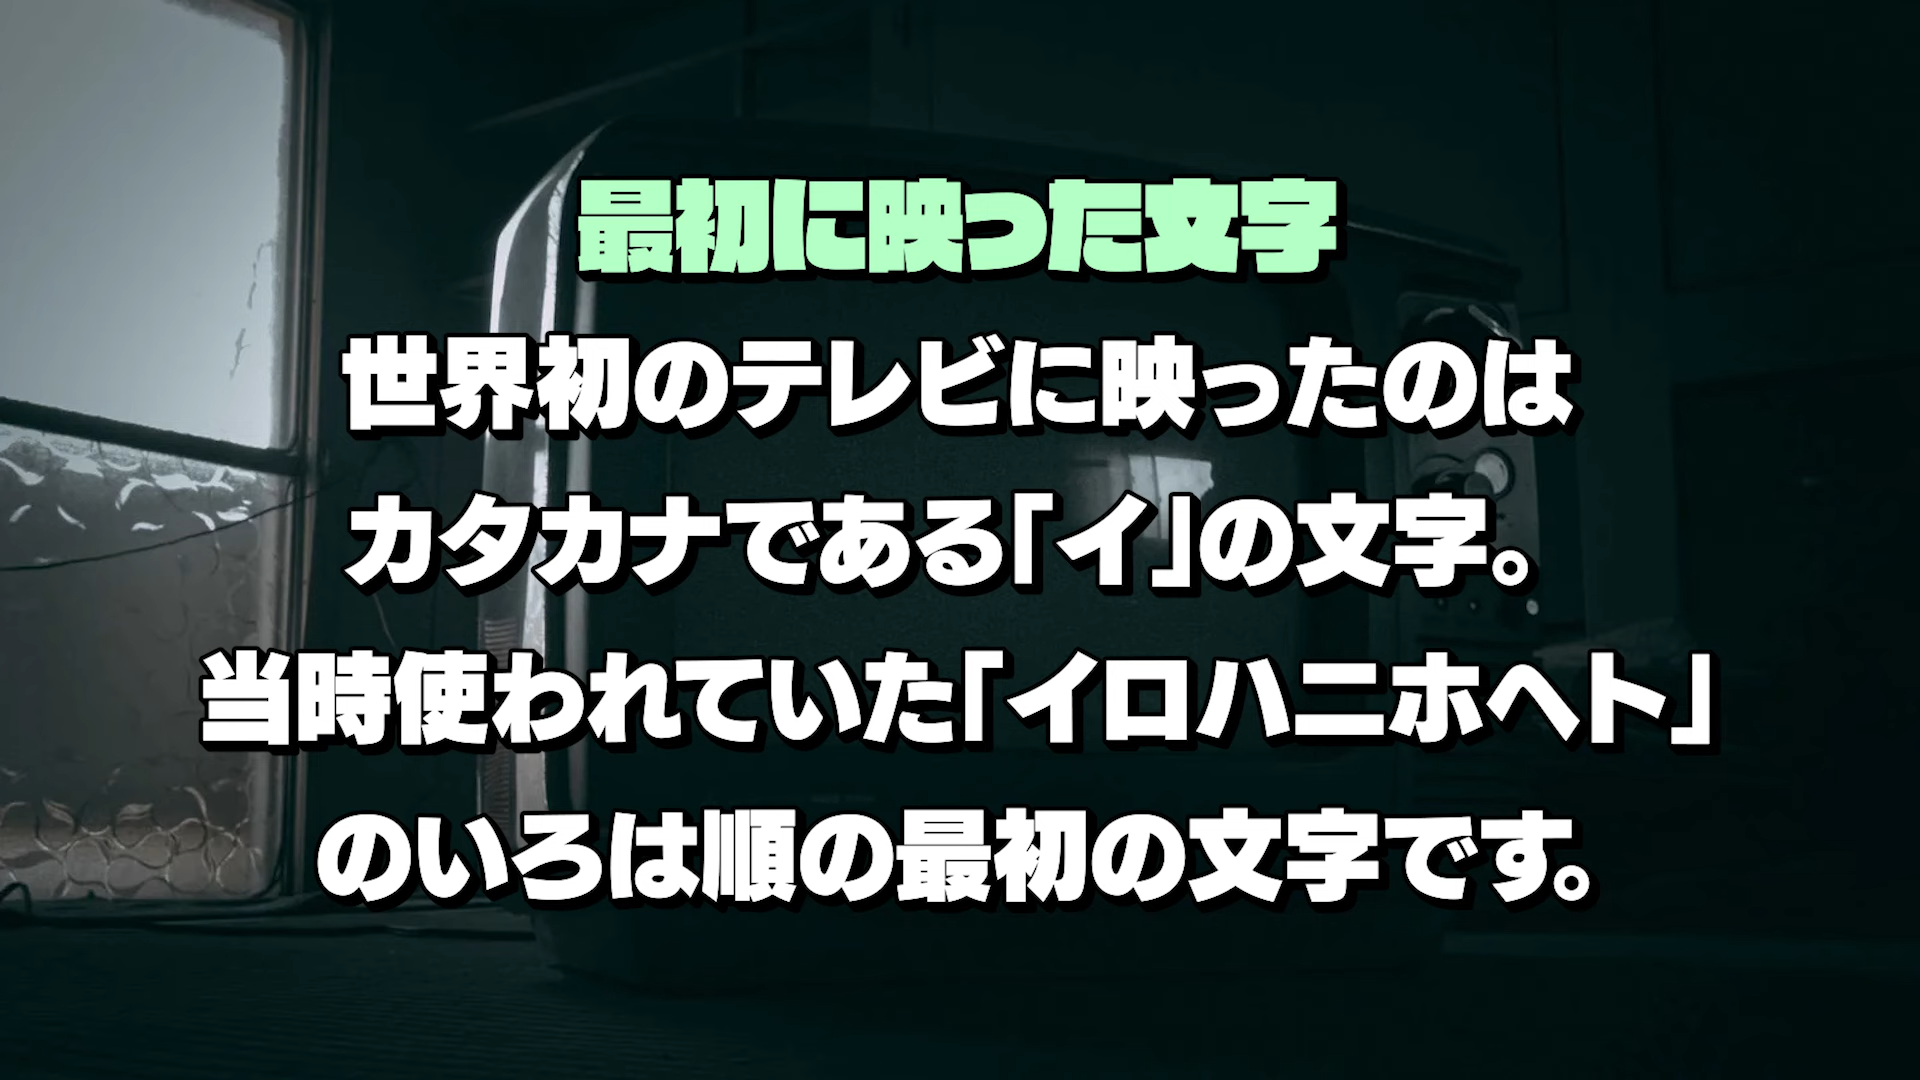 最初に映った文字
世界初のテレビに映ったのは
カタカナである「イ」の文字。
当時使われていた「イロハニホヘト」
のいろは順の最初の文字です。